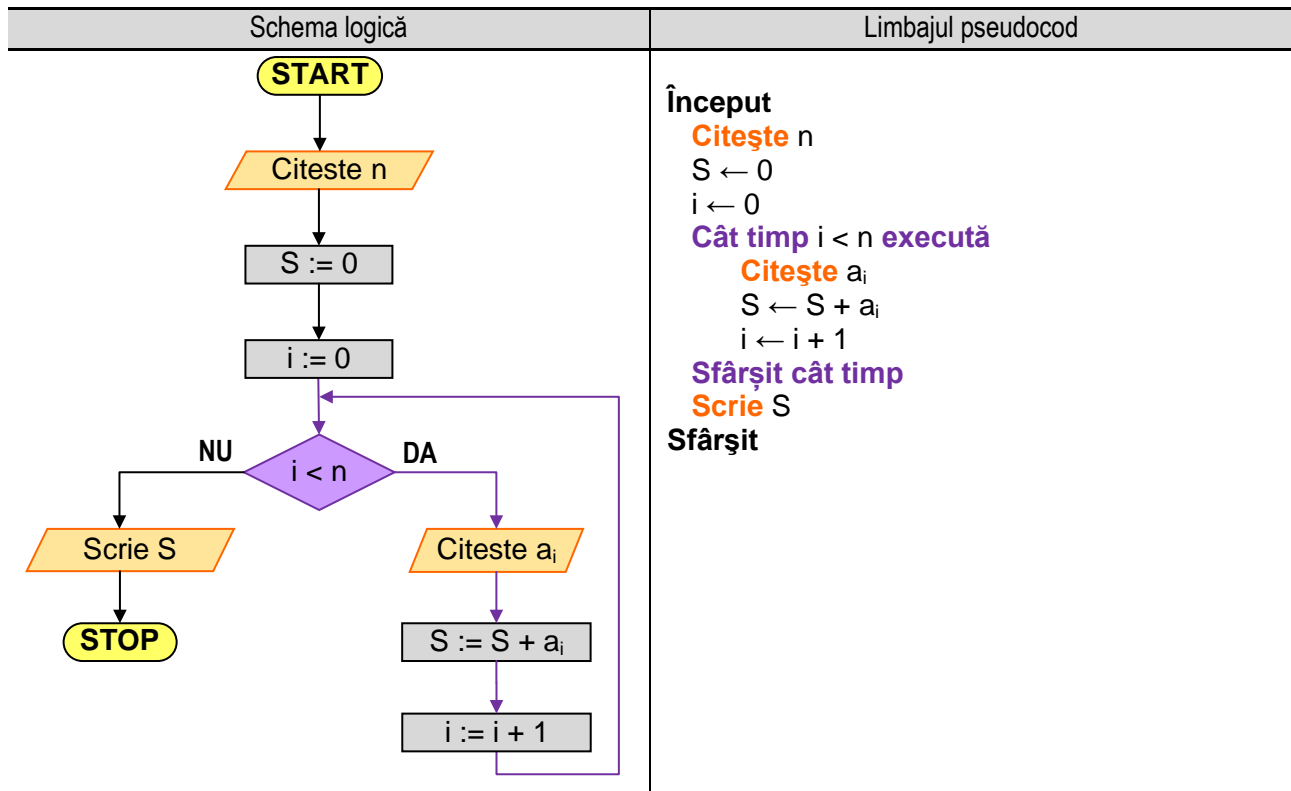 Schema logică
Limbajul pseudocod
START
Citeste n
S := 0
i := 0
NU
i < n
DA
Scrie S
Citeste aᵢ
STOP
S := S + aᵢ
i := i + 1
Început
Citeşte n
S ← 0
i ← 0
Cât timp i < n execută
Citeşte aᵢ
S ← S + aᵢ
i ← i + 1
Sfârșit cât timp
Scrie S
Sfârşit